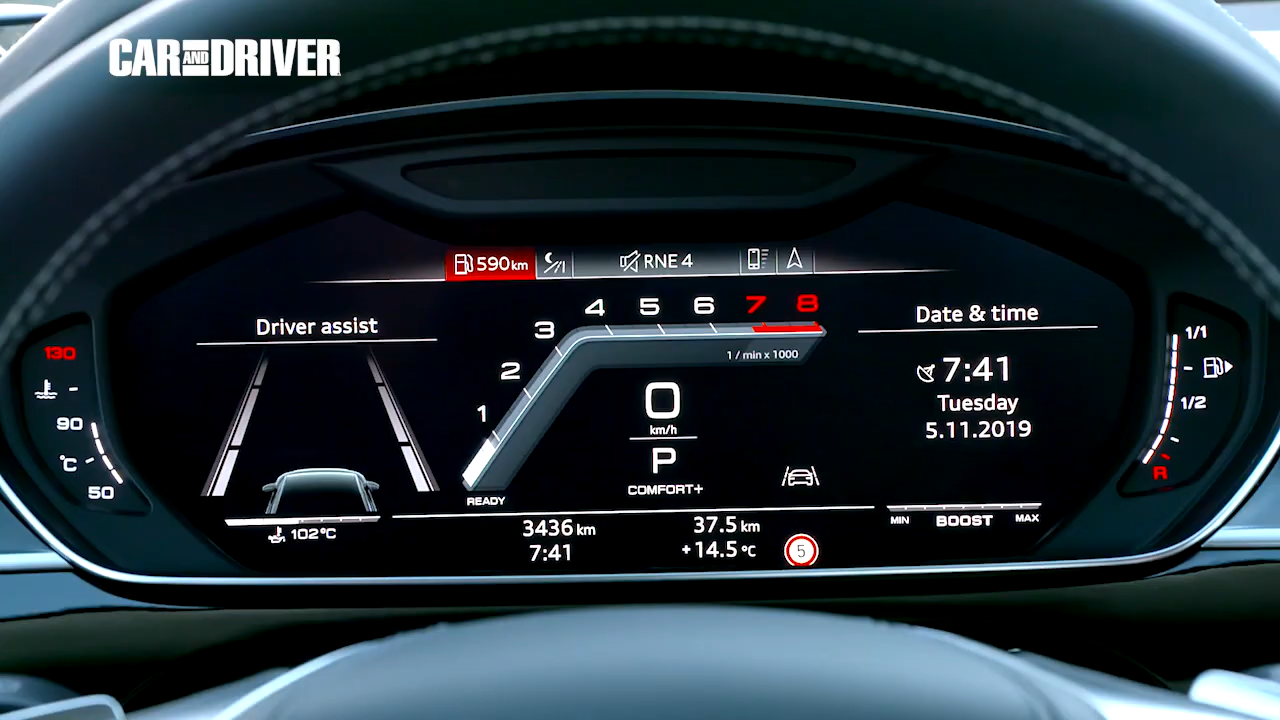 CAR AND DRIVER
590 km
RNE 4
Driver assist
1 2 3 4 5 6 7 8
1 / min x 1000
0
km/h
P
COMFORT+
READY
Date & time
7:41
Tuesday
5.11.2019
130
90
°C
50
1/1
1/2
R
102°C
3436 km
7:41
37.5 km
+14.5 °C
5
MIN BOOST MAX